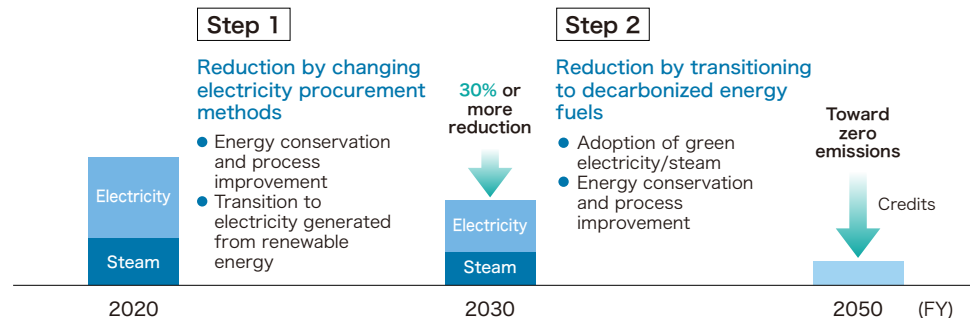 Step 1
Reduction by changing
electricity procurement
methods
● Energy conservation
and process
improvement
● Transition to
electricity generated
from renewable
energy
30% or
more
reduction
Step 2
Reduction by transitioning
to decarbonized energy
fuels
● Adoption of green
electricity/steam
● Energy conservation
and process
improvement
Toward
zero
emissions
Credits
Electricity
Steam
Electricity
Steam
2020
2030
2050 (FY)